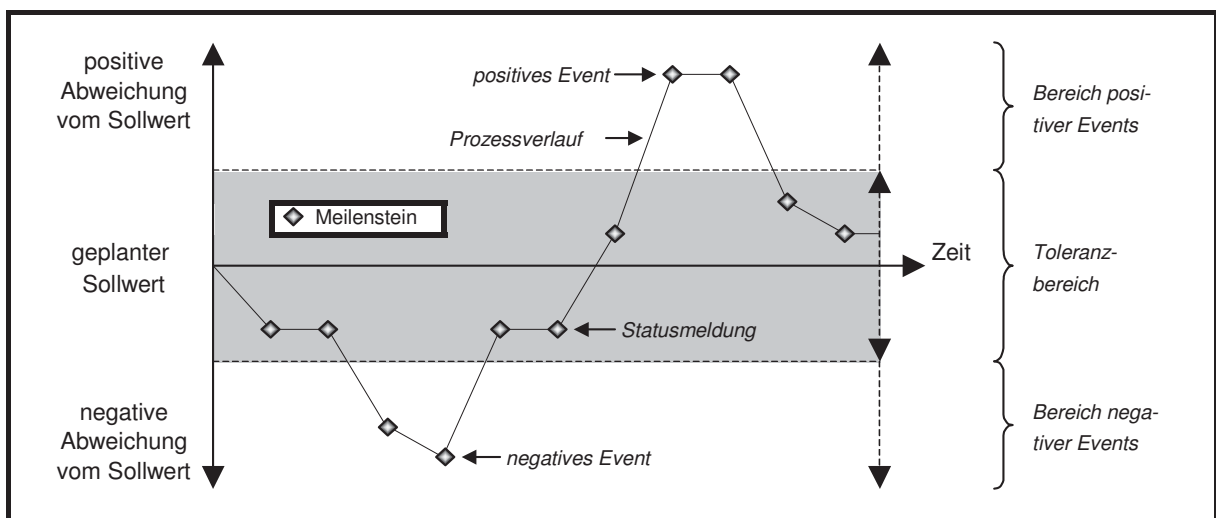 positive
Abweichung
vom Sollwert
positives Event
Prozessverlauf
Bereich posi-
tiver Events
Meilenstein
geplanter
Sollwert
Zeit
Toleranz-
bereich
Statusmeldung
negative
Abweichung
vom Sollwert
negatives Event
Bereich nega-
tiver Events